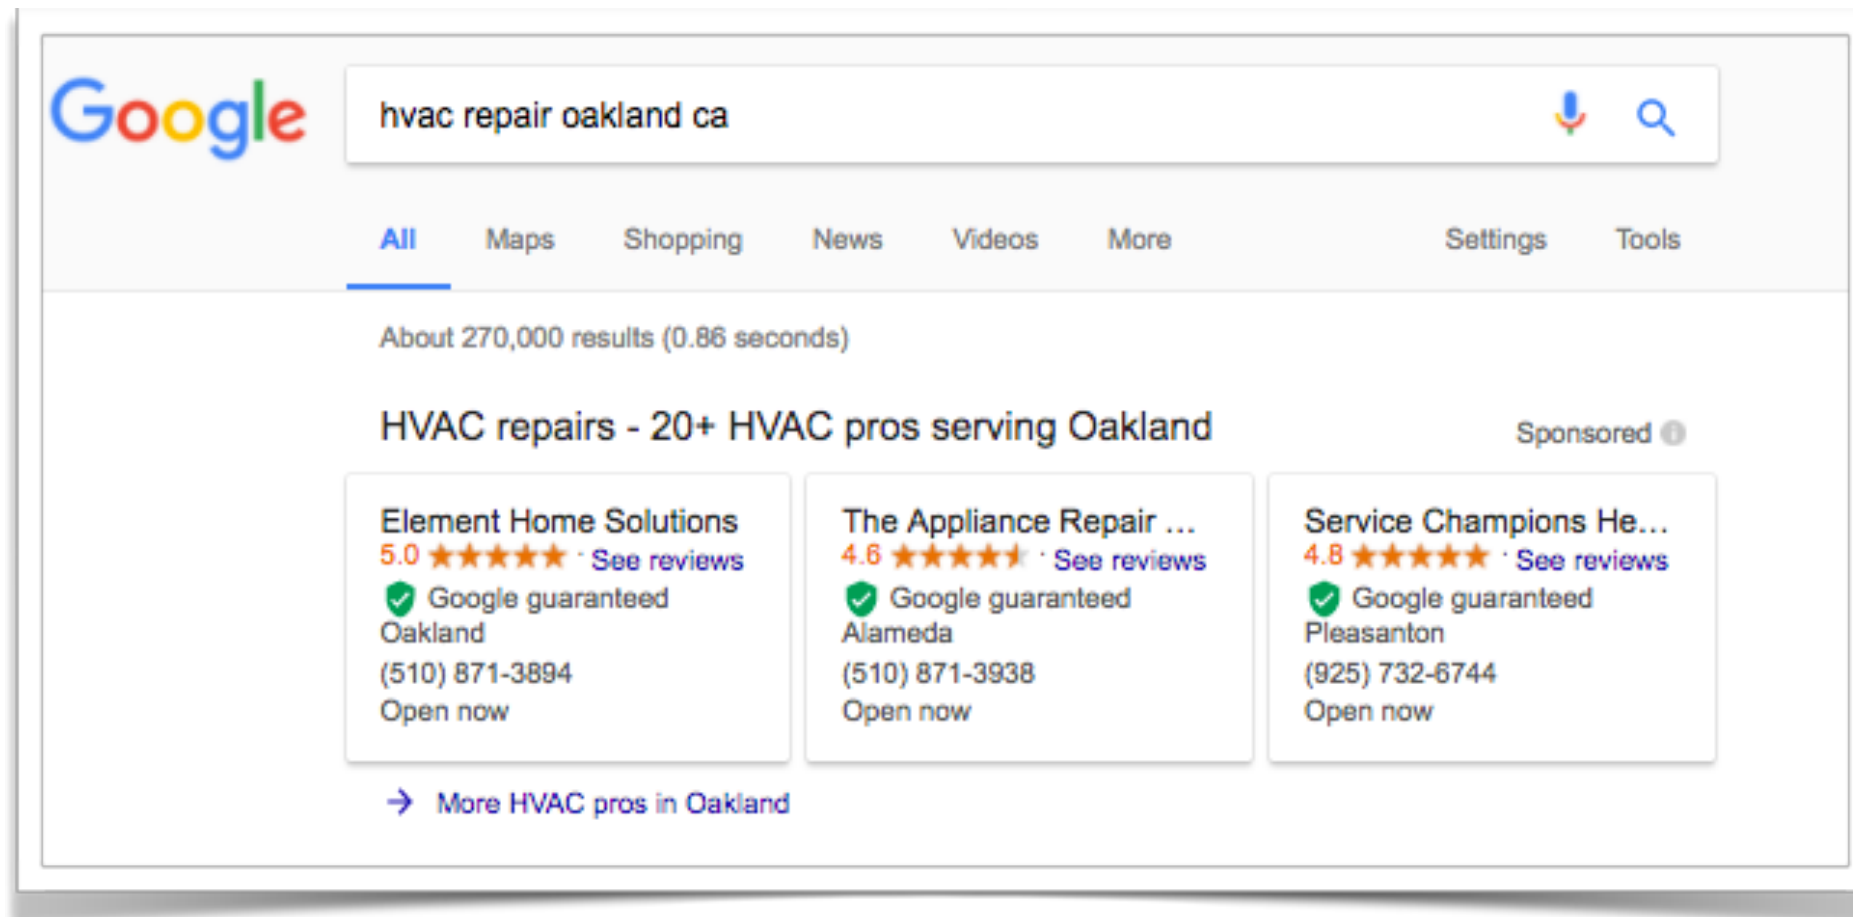 Google
hvac repair oakland ca
All Maps Shopping News Videos More Settings Tools
About 270,000 results (0.86 seconds)
HVAC repairs - 20+ HVAC pros serving Oakland
Sponsored
Element Home Solutions
5.0 · See reviews
Google guaranteed
Oakland
(510) 871-3894
Open now
The Appliance Repair ...
4.6 · See reviews
Google guaranteed
Alameda
(510) 871-3938
Open now
Service Champions He...
4.8 · See reviews
Google guaranteed
Pleasanton
(925) 732-6744
Open now
→ More HVAC pros in Oakland